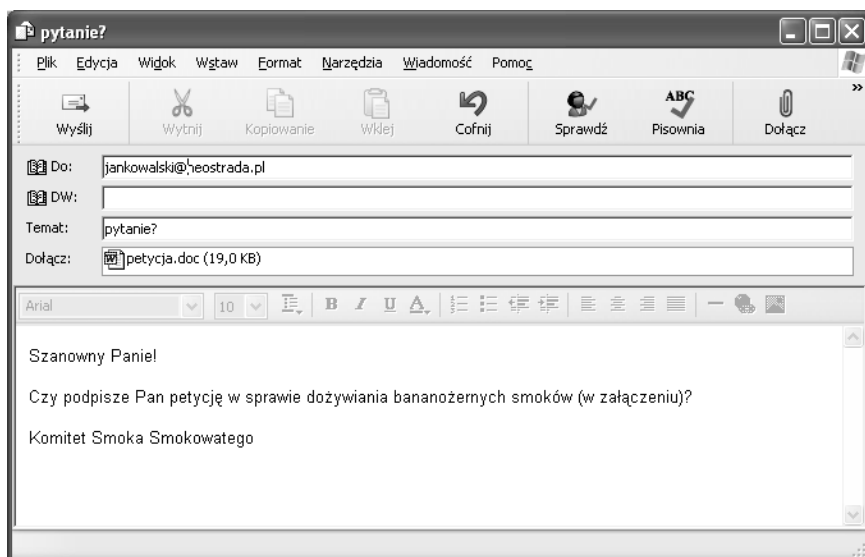 pytanie?
Plik Edycja Widok Wstaw Format Narzędzia Wiadomość Pomoc
»
ABC
Wyślij Wytnij Kopiowanie Wklej Cofnij Sprawdź Pisownia Dołącz
Do: jankowalski@neostrada.pl
DW:
Temat: pytanie?
Dołącz: petycja.doc (19,0 KB)
Arial 10 B I U A
Szanowny Panie!
Czy podpisze Pan petycję w sprawie dożywiania bananożernych smoków (w załączeniu)?
Komitet Smoka Smokowatego